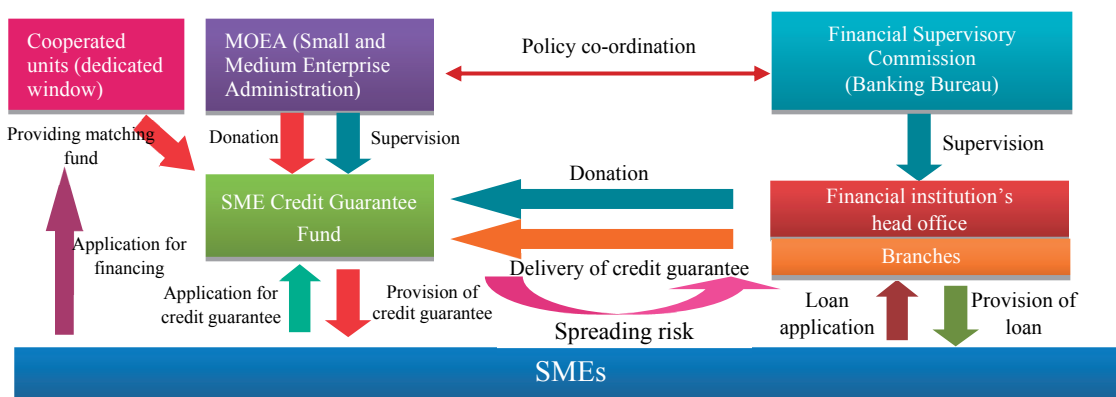 Cooperated
units (dedicated
window)
MOEA (Small and
Medium Enterprise
Administration)
Policy co-ordination
Financial Supervisory
Commission
(Banking Bureau)
Providing matching
fund
Donation
Supervision
Supervision
SME Credit Guarantee
Fund
Donation
Financial institution's
head office
Branches
Delivery of credit guarantee
Application for
financing
Application for
credit guarantee
Provision of
credit guarantee
Spreading risk
Loan
application
Provision of
loan
SMEs